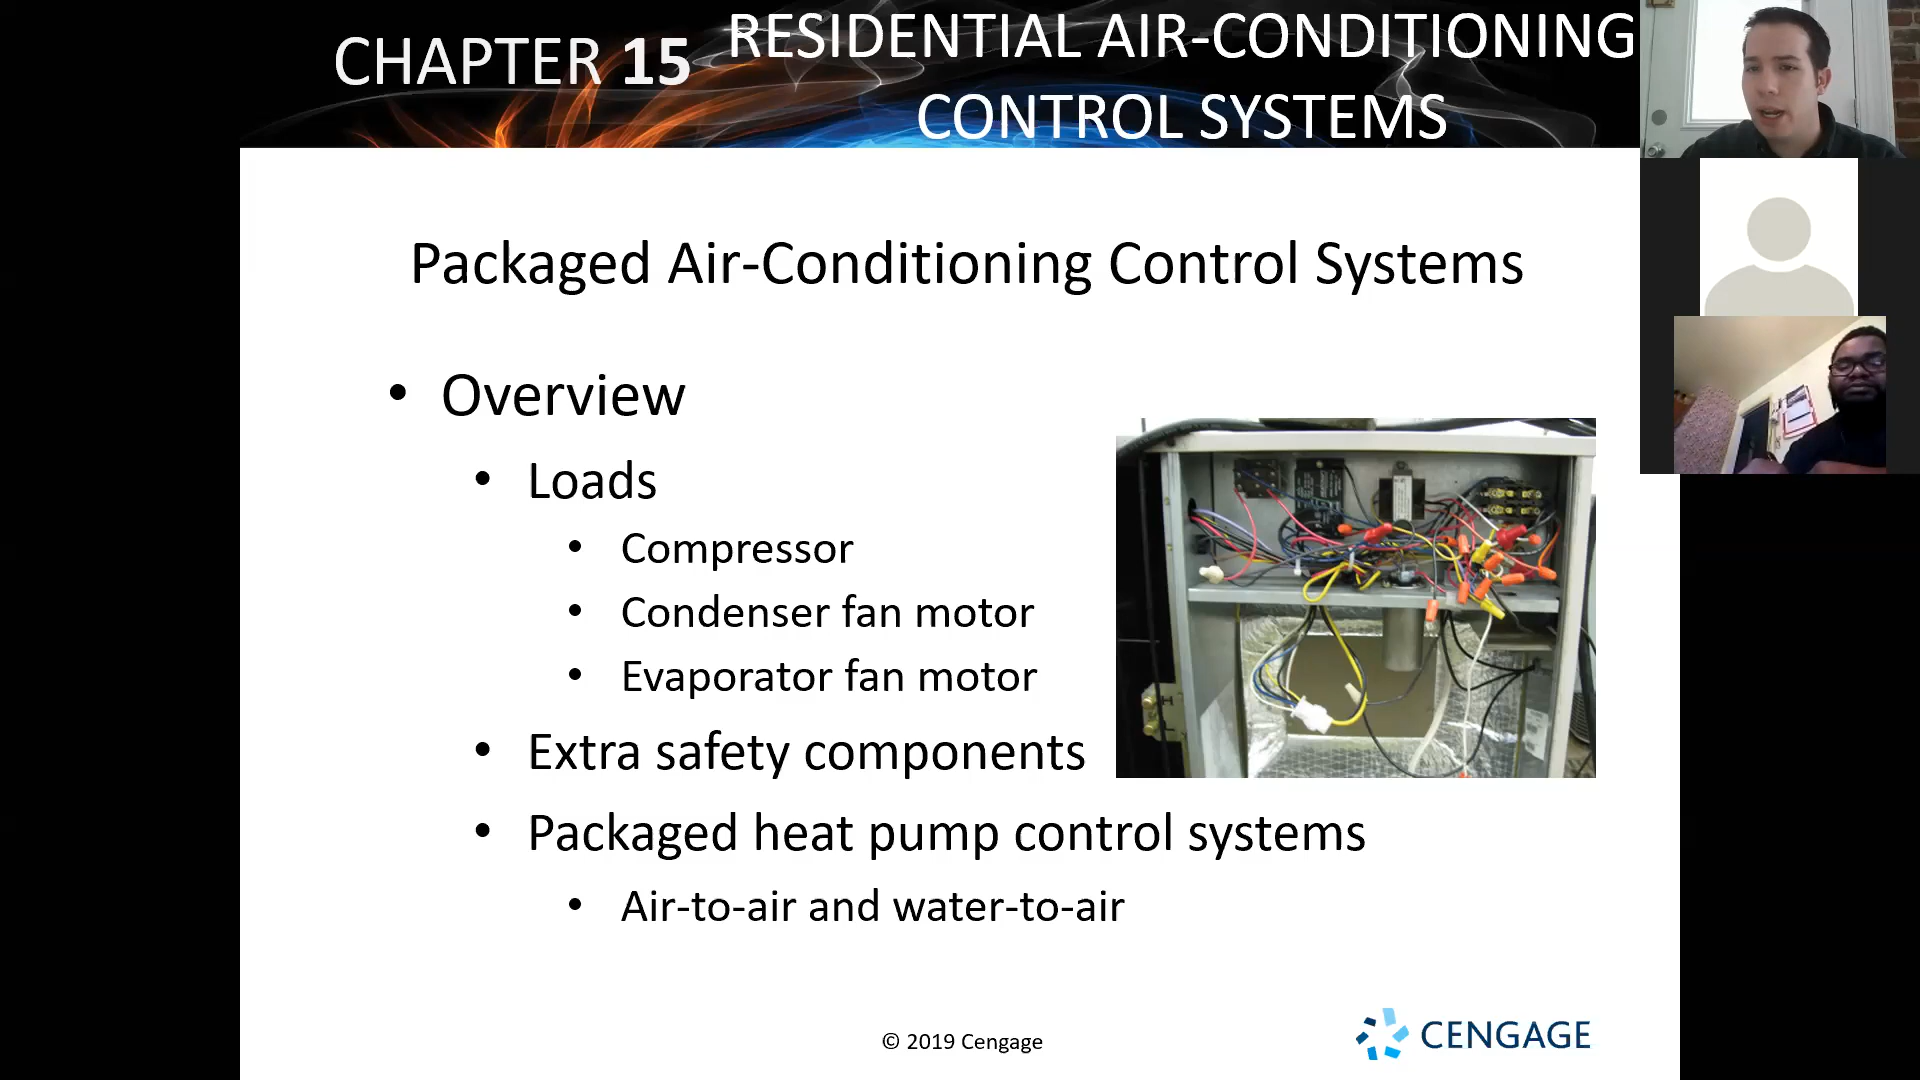 CHAPTER 15
RESIDENTIAL AIR-CONDITIONING
CONTROL SYSTEMS
Packaged Air-Conditioning Control Systems
• Overview
• Loads
• Compressor
• Condenser fan motor
• Evaporator fan motor
• Extra safety components
• Packaged heat pump control systems
• Air-to-air and water-to-air
© 2019 Cengage
CENGAGE